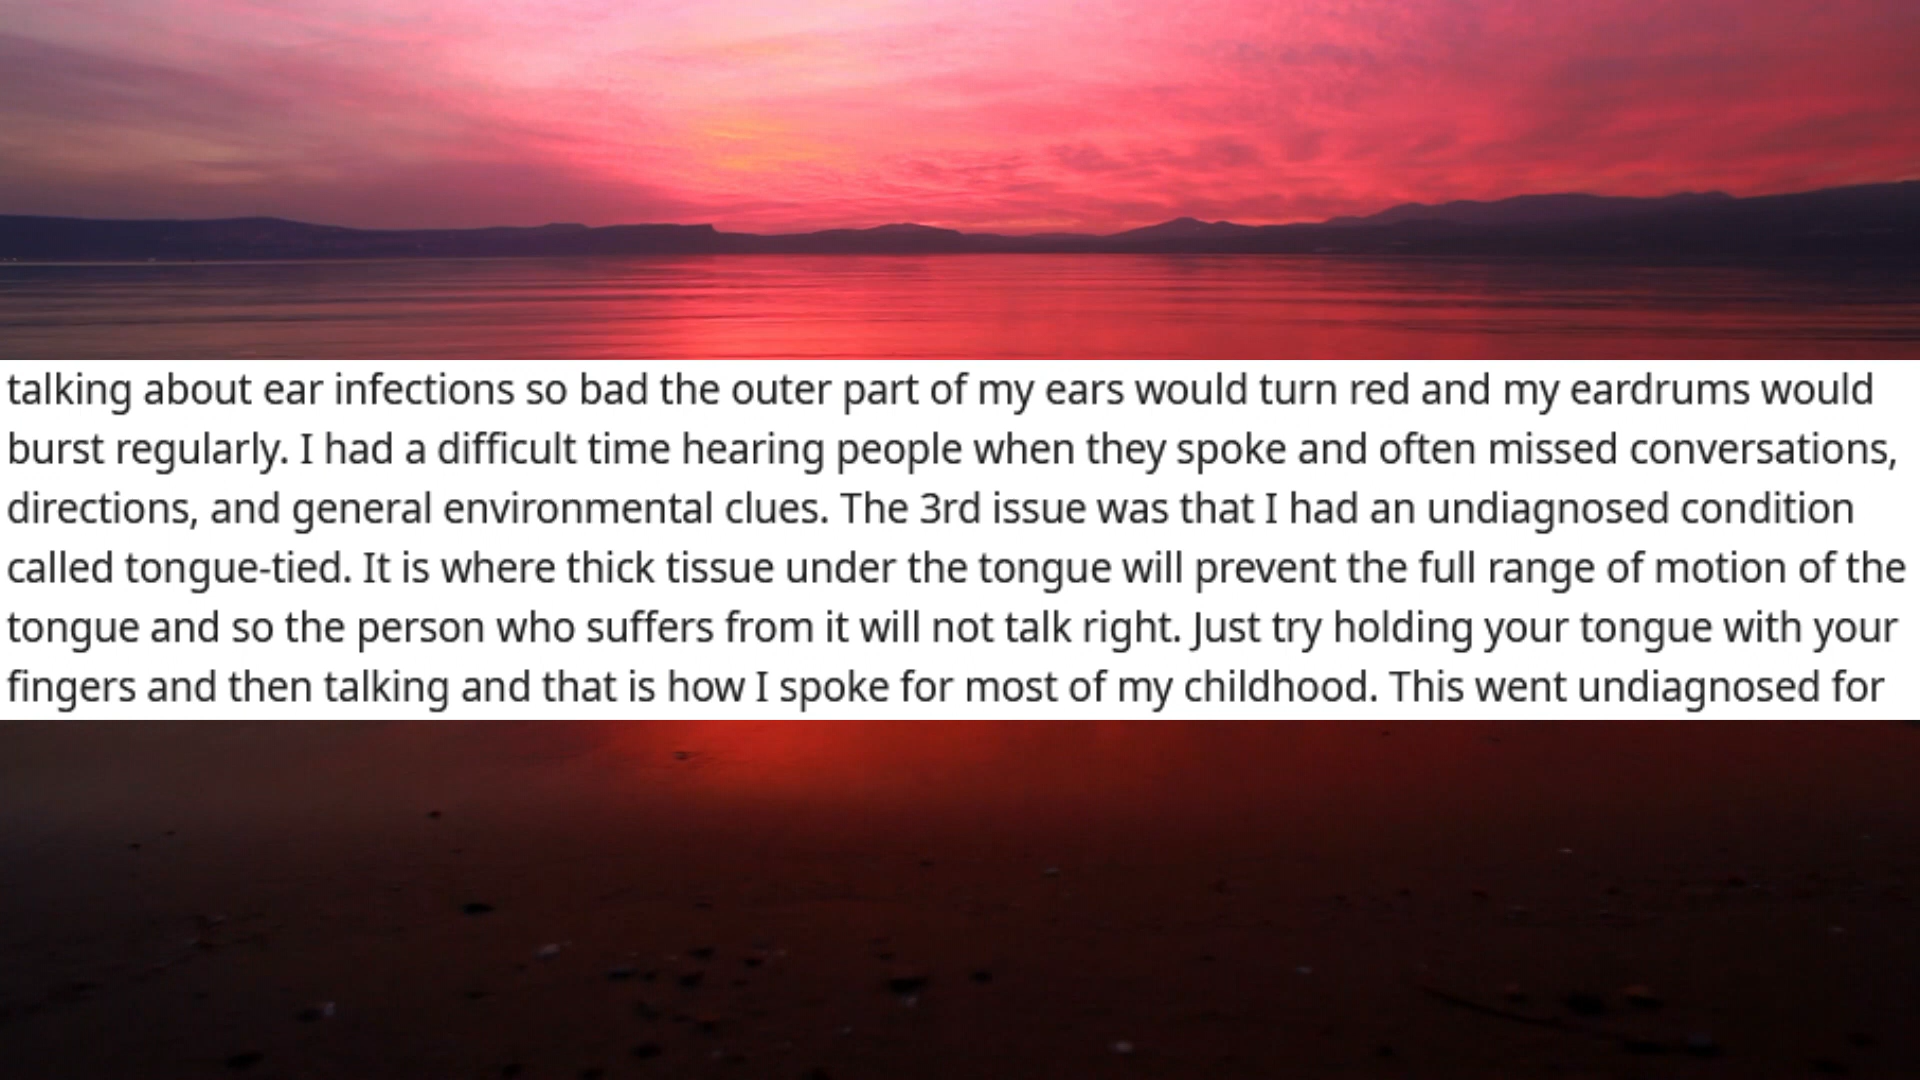 talking about ear infections so bad the outer part of my ears would turn red and my eardrums would
burst regularly. I had a difficult time hearing people when they spoke and often missed conversations,
directions, and general environmental clues. The 3rd issue was that I had an undiagnosed condition
called tongue-tied. It is where thick tissue under the tongue will prevent the full range of motion of the
tongue and so the person who suffers from it will not talk right. Just try holding your tongue with your
fingers and then talking and that is how I spoke for most of my childhood. This went undiagnosed for